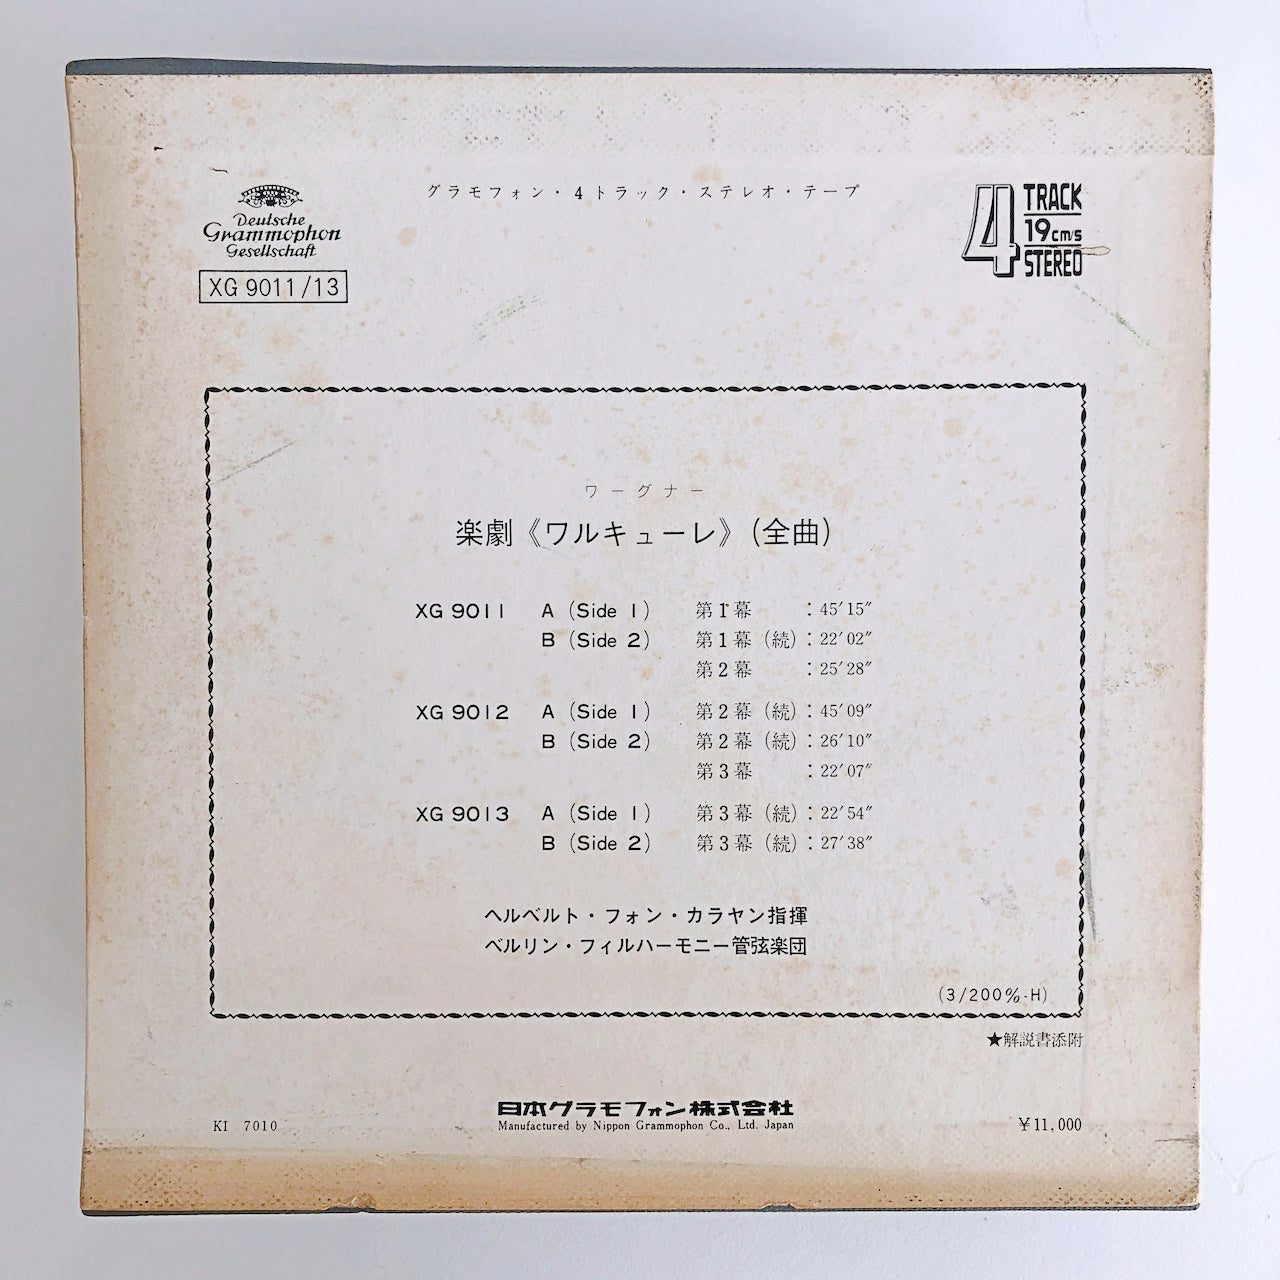 Deutsche
Grammophon
Gesellschaft
XG 9011/13
グラモフォン・4トラック・ステレオ・テープ
4 TRACK
19cm/s
STEREO
ワーグナー
楽劇《ワルキューレ》(全曲)
XG 9011 A (Side 1) 第1幕 : 45′15″
B (Side 2) 第1幕 (続) : 22′02″
第2幕 : 25′28″
XG 9012 A (Side 1) 第2幕 (続) : 45′09″
B (Side 2) 第2幕 (続) : 26′10″
第3幕 : 22′07″
XG 9013 A (Side 1) 第3幕 (続) : 22′54″
B (Side 2) 第3幕 (続) : 27′38″
ヘルベルト・フォン・カラヤン指揮
ベルリン・フィルハーモニー管弦楽団
(3/200%·H)
★解説書添附
日本グラモフォン株式会社
Manufactured by Nippon Grammophon Co., Ltd. Japan
KI 7010
￥11,000